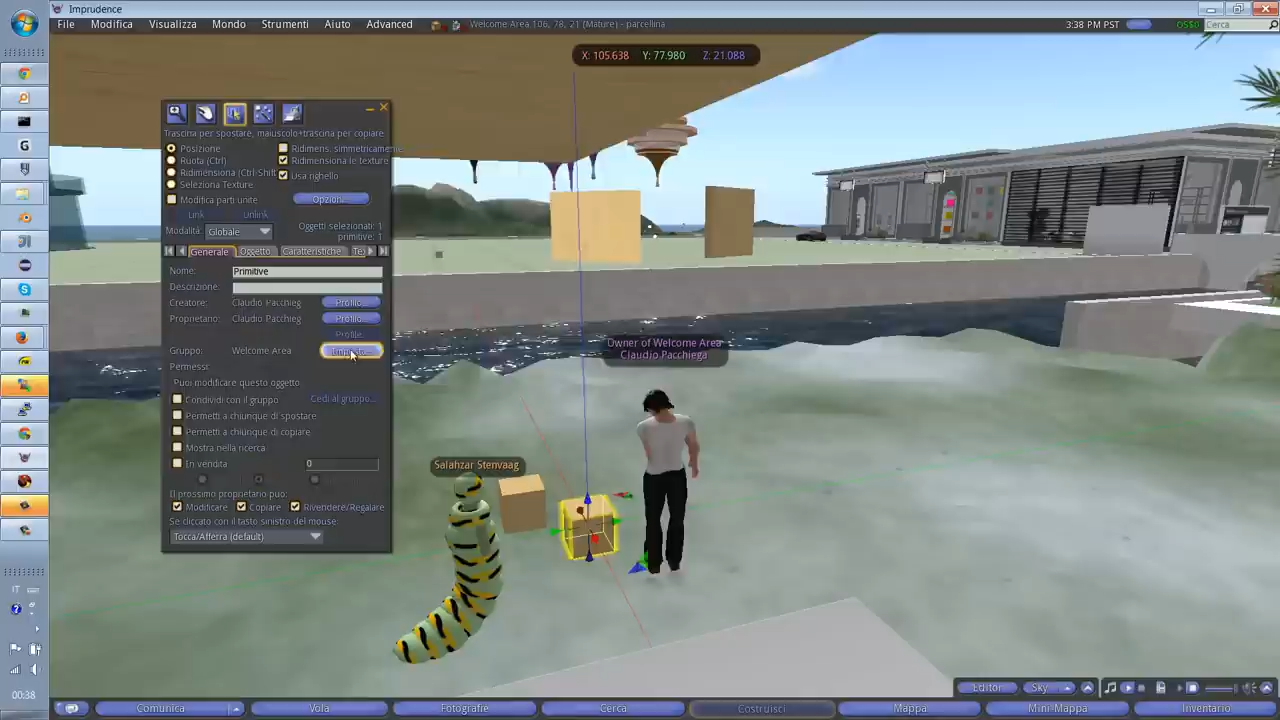 Imprudence
File Modifica Visualizza Mondo Strumenti Aiuto Advanced
Welcome Area 106, 78, 21 (Mature) - parcellina
3:38 PM PST
OS$0
Cerca
X: 105.638 Y: 77.980 Z: 21.088
Trascina per spostare, maiuscolo+trascina per copiare
Posizione
Ridimens. simmetricamente
Ruota (Ctrl)
Ridimensiona le texture
Ridimensiona (Ctrl-Shift
Usa righello
Seleziona Texture
Modifica parti unite
Opzioni...
Link Unlink
Oggetti selezionati: 1
Modalità Globale
primitive: 1
Generale Oggetto Caratteristiche Te
Nome: Primitive
Descrizione:
Creatore: Claudio Pacchieg Profilo...
Proprietario: Claudio Pacchieg Profilo...
Profile
Gruppo: Welcome Area
Permessi:
Puoi modificare questo oggetto
Condividi con il gruppo Cedi al gruppo...
Permetti a chiunque di spostare
Permetti a chiunque di copiare
Mostra nella ricerca
In vendita 0
Il prossimo proprietario puo:
Modificare Copiare Rivendere/Regalare
Se cliccato con il tasto sinistro del mouse:
Tocca/Afferra (default)
Owner of Welcome Area
Claudio Pacchiega
Salahzar Stenvaag
IT
00:38
Editor Sky
Comunica Vola Fotografie Cerca Costruisci Mappa Mini-Mappa Inventario